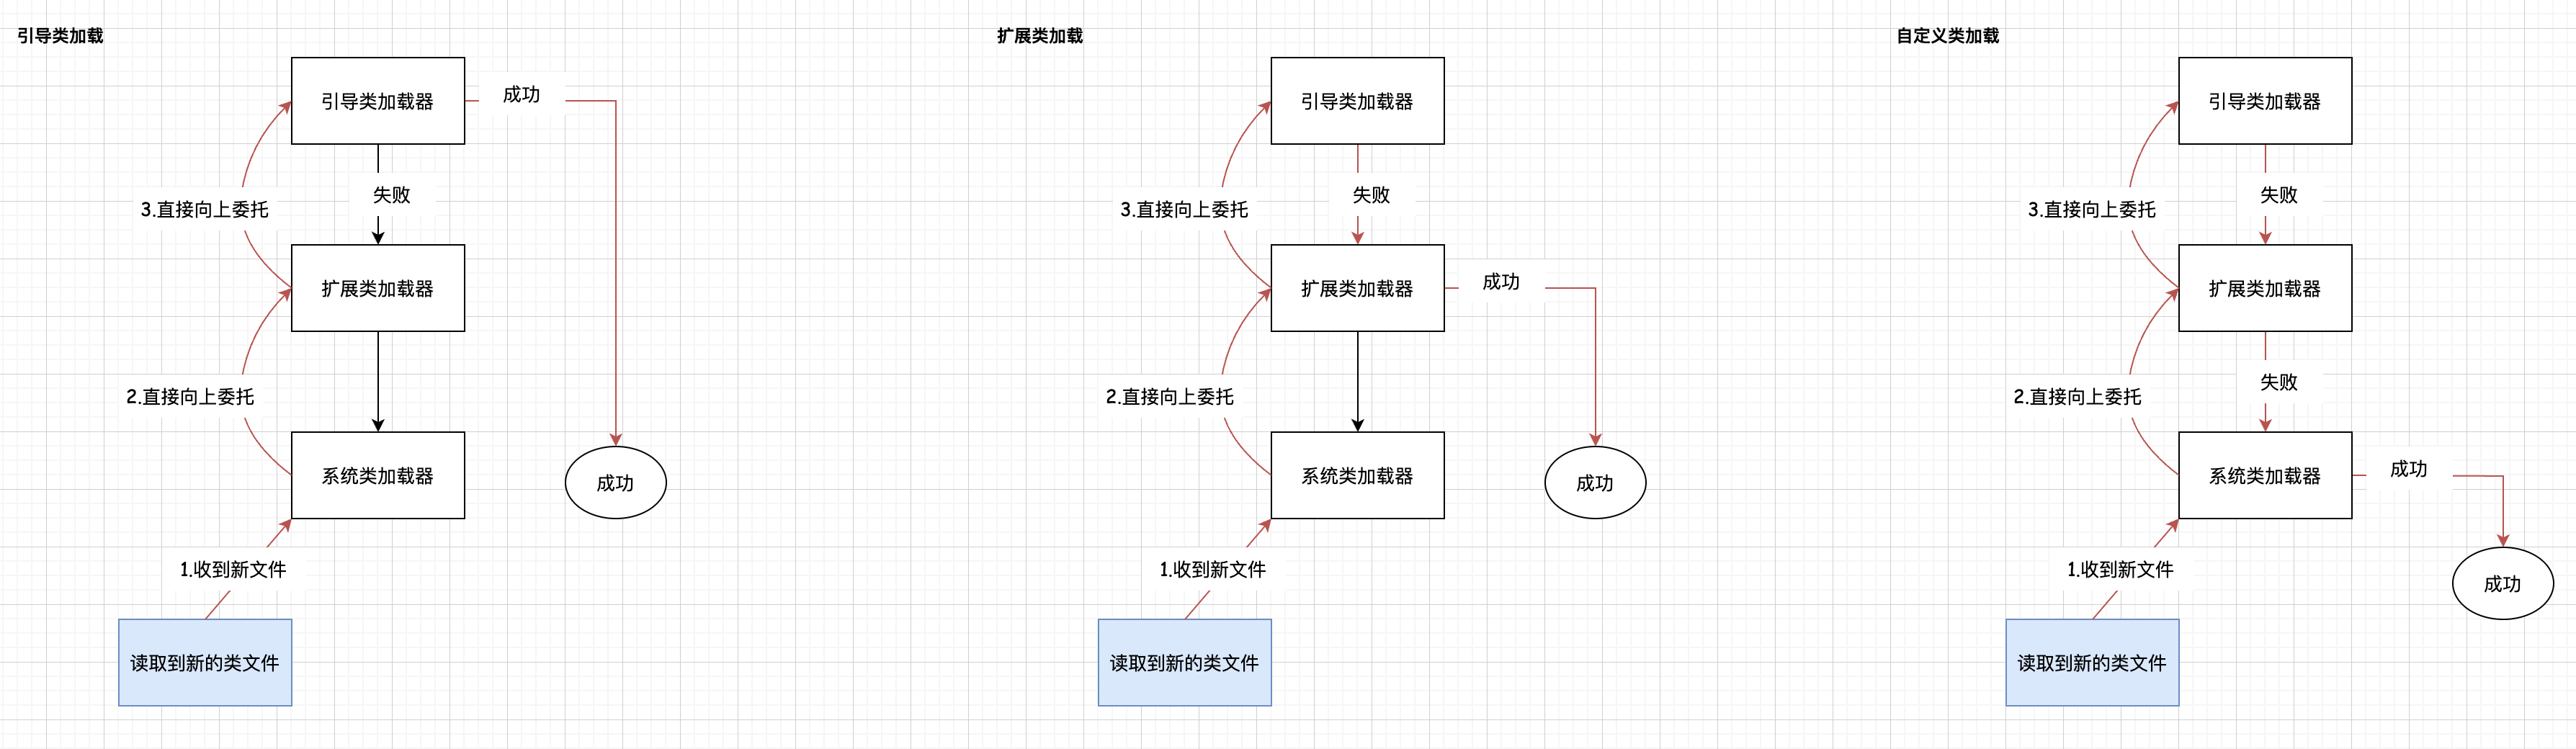 引导类加载
引导类加载器
成功
失败
3.直接向上委托
扩展类加载器
2.直接向上委托
系统类加载器
成功
1.收到新文件
读取到新的类文件
扩展类加载
引导类加载器
失败
3.直接向上委托
扩展类加载器
成功
2.直接向上委托
系统类加载器
成功
1.收到新文件
读取到新的类文件
自定义类加载
引导类加载器
失败
3.直接向上委托
扩展类加载器
失败
2.直接向上委托
系统类加载器
成功
1.收到新文件
成功
读取到新的类文件